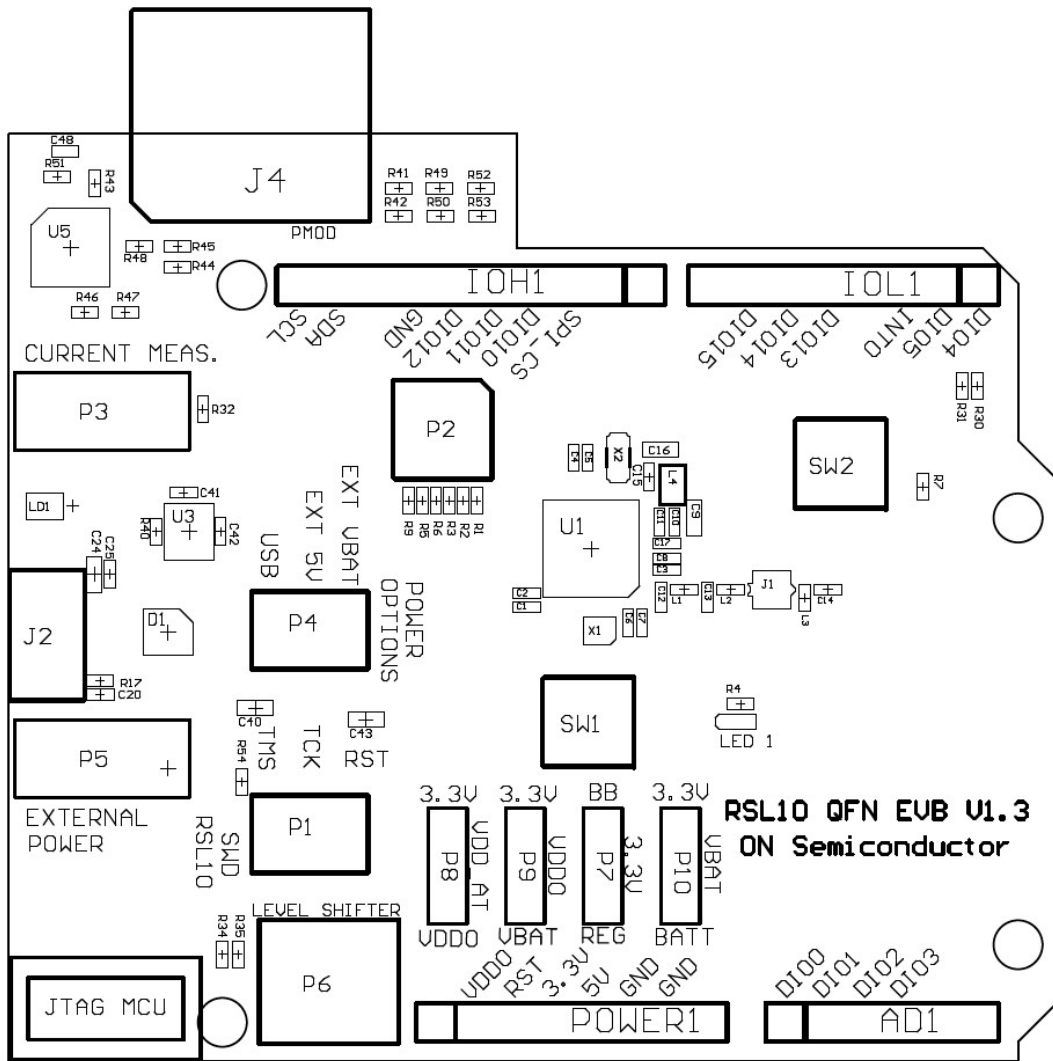 C48
R51
R43
J4
R41
R49
R52
R42
R50
R53
U5
PMOD
R48
R45
R44
R46
R47
IOH1
IOL1
SCL
SDA
GND
DIO12
DIO11
DIO10
SPI_CS
DIO15
DIO14
DIO13
INT0
DIO5
DIO4
CURRENT MEAS.
P3
R32
P2
R31
R30
SW2
R7
C4
C5
X2
C16
C15
L4
C9
C11
C10
LD1
C41
U3
R40
C42
R9
R5
R6
R3
R2
R1
U1
C17
C8
C3
C24
C25
USB
EXT 5V
EXT VBAT
POWER
OPTIONS
C2
C1
C12
L1
C13
L2
J1
L3
C14
J2
D1
P4
X1
C6
C7
R17
C20
C40
C43
SW1
R4
LED 1
P5
TMS
TCK
RST
R54
EXTERNAL
POWER
P1
RSL10
SWD
3.3V
3.3V
BB
3.3V
P8
VDD_AT
P9
VDDO
P7
3.3V
P10
VBAT
VDDO
VBAT
REG
BATT
RSL10 QFN EVB V1.3
ON Semiconductor
LEVEL SHIFTER
R34
R35
P6
JTAG MCU
VDDO
RST
3.3V
5V
GND
GND
POWER1
DIO0
DIO1
DIO2
DIO3
AD1